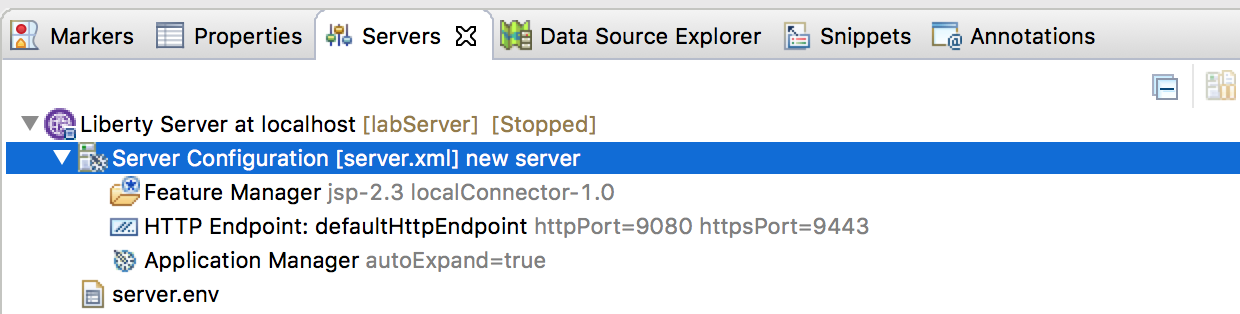 Markers Properties Servers Data Source Explorer Snippets Annotations
Liberty Server at localhost [labServer] [Stopped]
Server Configuration [server.xml] new server
Feature Manager jsp-2.3 localConnector-1.0
HTTP Endpoint: defaultHttpEndpoint httpPort=9080 httpsPort=9443
Application Manager autoExpand=true
server.env